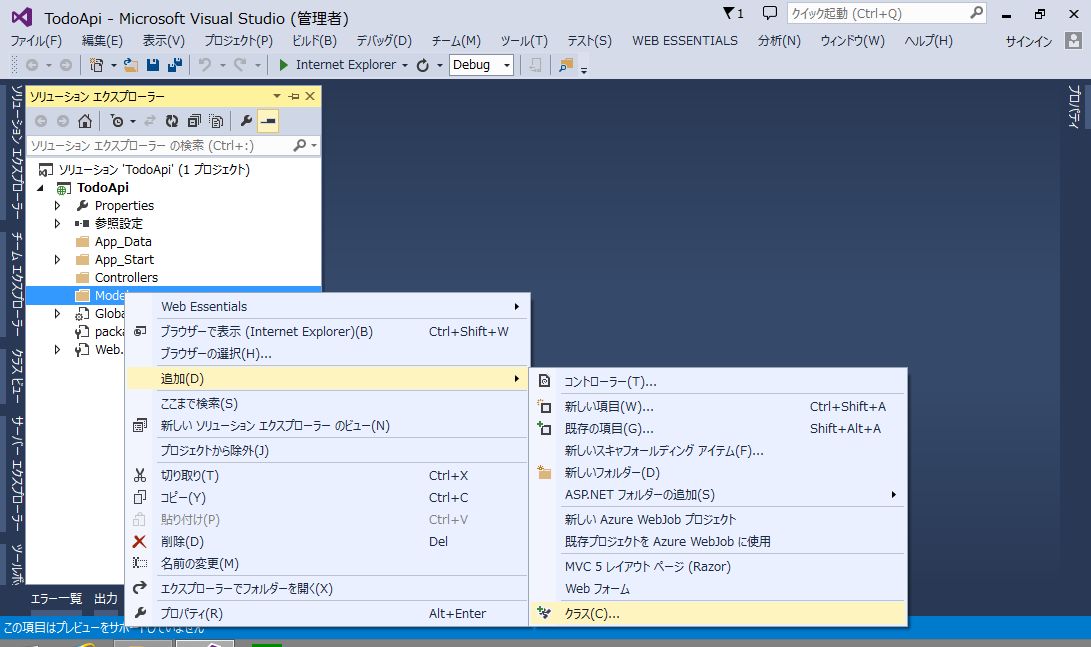 TodoApi - Microsoft Visual Studio (管理者)
1
クイック起動 (Ctrl+Q)
ファイル(F) 編集(E) 表示(V) プロジェクト(P) ビルド(B) デバッグ(D) チーム(M) ツール(T) テスト(S) WEB ESSENTIALS 分析(N) ウィンドウ(W) ヘルプ(H) サインイン
Internet Explorer Debug
ソリューション エクスプローラー
チーム エクスプローラー
クラス ビュー
サーバー エクスプローラー
プロパティ
ソリューション エクスプローラー
ソリューション エクスプローラー の検索 (Ctrl+:)
ソリューション 'TodoApi' (1 プロジェクト)
TodoApi
Properties
参照設定
App_Data
App_Start
Controllers
Model
Globa
packa
Web.
Web Essentials
ブラウザーで表示 (Internet Explorer)(B) Ctrl+Shift+W
ブラウザーの選択(H)...
追加(D)
ここまで検索(S)
新しい ソリューション エクスプローラー のビュー(N)
プロジェクトから除外(J)
切り取り(T) Ctrl+X
コピー(Y) Ctrl+C
貼り付け(P) Ctrl+V
削除(D) Del
名前の変更(M)
エクスプローラーでフォルダーを開く(X)
プロパティ(R) Alt+Enter
コントローラー(T)...
新しい項目(W)... Ctrl+Shift+A
既存の項目(G)... Shift+Alt+A
新しいスキャフォールディング アイテム(F)...
新しいフォルダー(D)
ASP.NET フォルダーの追加(S)
新しい Azure WebJob プロジェクト
既存プロジェクトを Azure WebJob に使用
MVC 5 レイアウト ページ (Razor)
Web フォーム
クラス(C)...
エラー一覧 出力
この項目はプレビューをサポートしていません